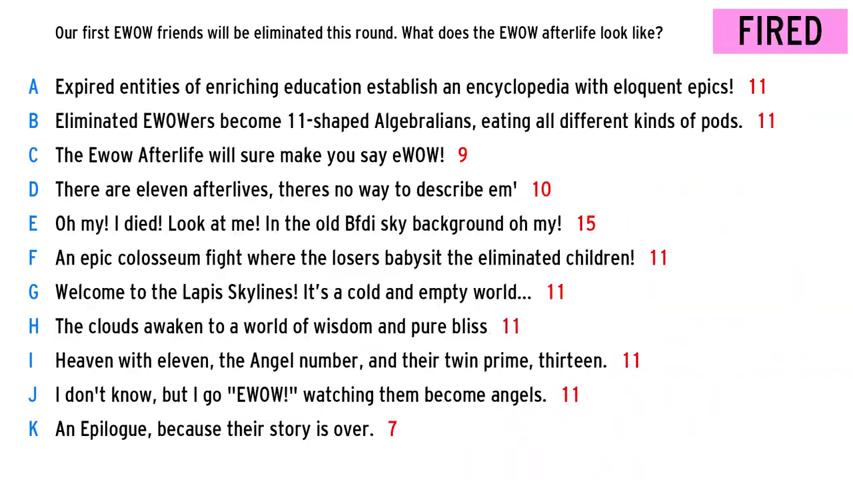 Our first EWOW friends will be eliminated this round. What does the EWOW afterlife look like?
FIRED
A Expired entities of enriching education establish an encyclopedia with eloquent epics! 11
B Eliminated EWOWers become 11-shaped Algebralians, eating all different kinds of pods. 11
C The Ewow Afterlife will sure make you say eWOW! 9
D There are eleven afterlives, theres no way to describe em' 10
E Oh my! I died! Look at me! In the old Bfdi sky background oh my! 15
F An epic colosseum fight where the losers babysit the eliminated children! 11
G Welcome to the Lapis Skylines! It's a cold and empty world... 11
H The clouds awaken to a world of wisdom and pure bliss 11
I Heaven with eleven, the Angel number, and their twin prime, thirteen. 11
J I don't know, but I go "EWOW!" watching them become angels. 11
K An Epilogue, because their story is over. 7